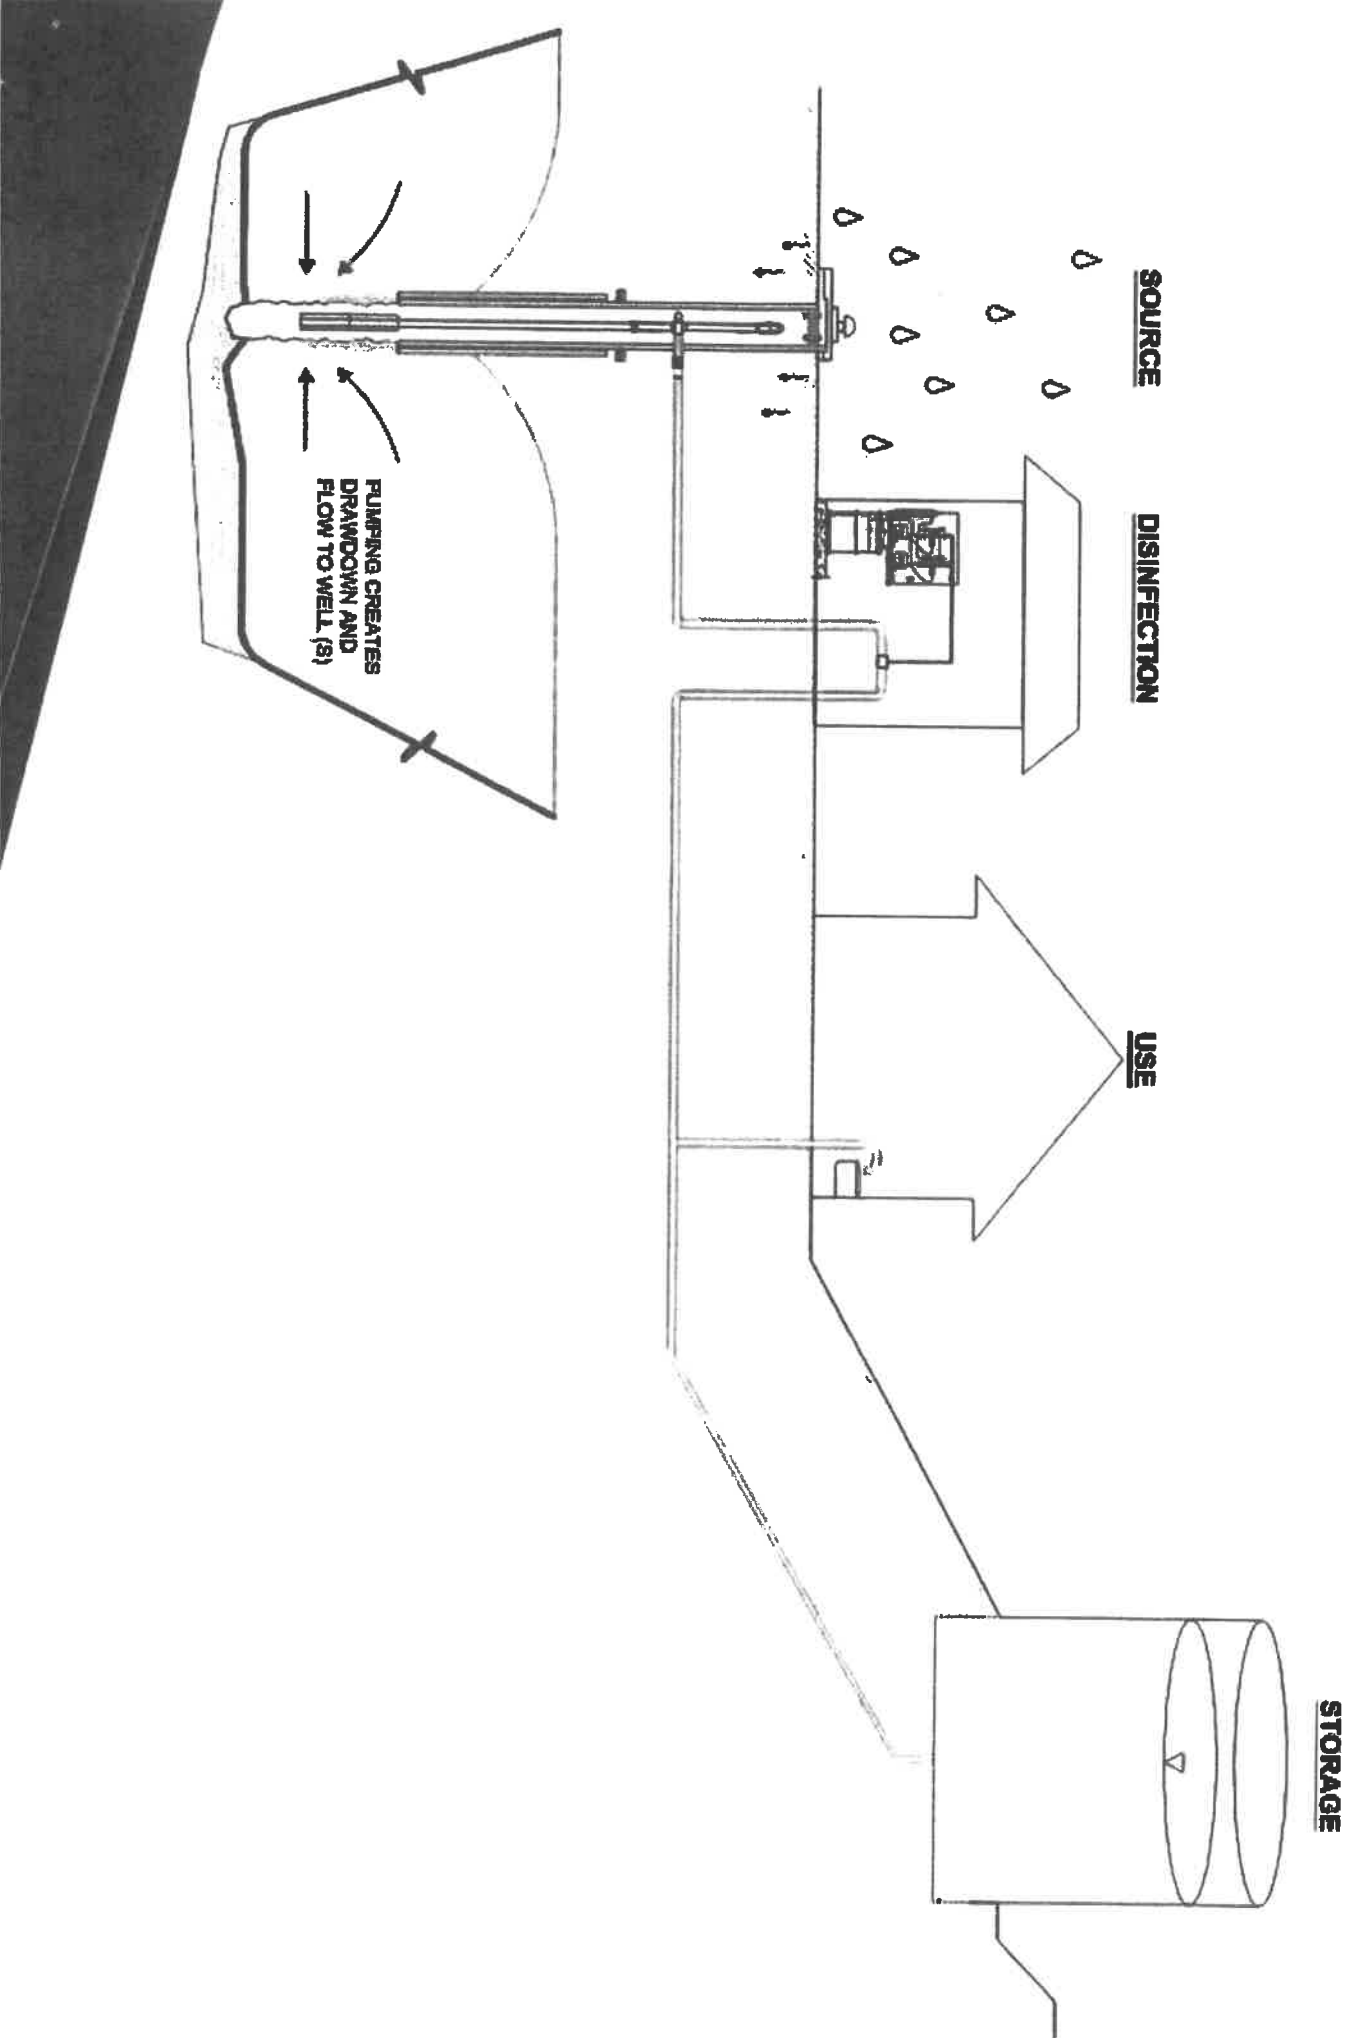 SOURCE
DISINFECTION
USE
STORAGE
PUMPING CREATES
DRAWDOWN AND
FLOW TO WELL (S)